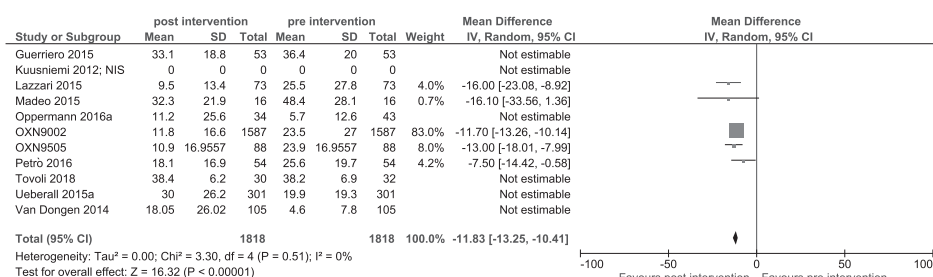 post intervention pre intervention Mean Difference Mean Difference
Study or Subgroup Mean SD Total Mean SD Total Weight IV, Random, 95% CI IV, Random, 95% CI
Guerriero 2015 33.1 18.8 53 36.4 20 53 Not estimable
Kuusniemi 2012; NIS 0 0 0 0 0 0 Not estimable
Lazzari 2015 9.5 13.4 73 25.5 27.8 73 4.0% -16.00 [-23.08, -8.92]
Madeo 2015 32.3 21.9 16 48.4 28.1 16 0.7% -16.10 [-33.56, 1.36]
Oppermann 2016a 11.2 25.6 34 5.7 12.6 43 Not estimable
OXN9002 11.8 16.6 1587 23.5 27 1587 83.0% -11.70 [-13.26, -10.14]
OXN9505 10.9 16.9557 88 23.9 16.9557 88 8.0% -13.00 [-18.01, -7.99]
Petrò 2016 18.1 16.9 54 25.6 19.7 54 4.2% -7.50 [-14.42, -0.58]
Tovoli 2018 38.4 6.2 30 38.2 6.9 32 Not estimable
Ueberall 2015a 30 26.2 301 19.9 19.3 301 Not estimable
Van Dongen 2014 18.05 26.02 105 4.6 7.8 105 Not estimable
Total (95% CI) 1818 1818 100.0% -11.83 [-13.25, -10.41]
Heterogeneity: Tau² = 0.00; Chi² = 3.30, df = 4 (P = 0.51); I² = 0%
Test for overall effect: Z = 16.32 (P < 0.00001)
-100 -50 0 50 100
Favours post intervention Favours pre intervention